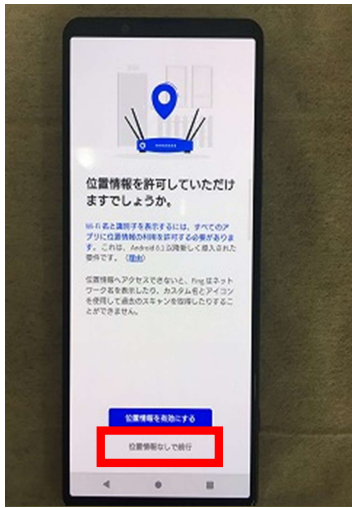 位置情報を許可していただけ
ますでしょうか。
Wi-Fi 名と識別子を表示するには、すべてのア
プリに位置情報の利用を許可する必要がありま
す。これは、Android 6.1 以降新しく導入された
要件です。（理由）
位置情報へアクセスできないと、Fing はネット
ワーク名を表示したり、カスタム名とアイコン
を使用して過去のスキャンを取得したりするこ
とができません。
位置情報を有効にする
位置情報なしで続行